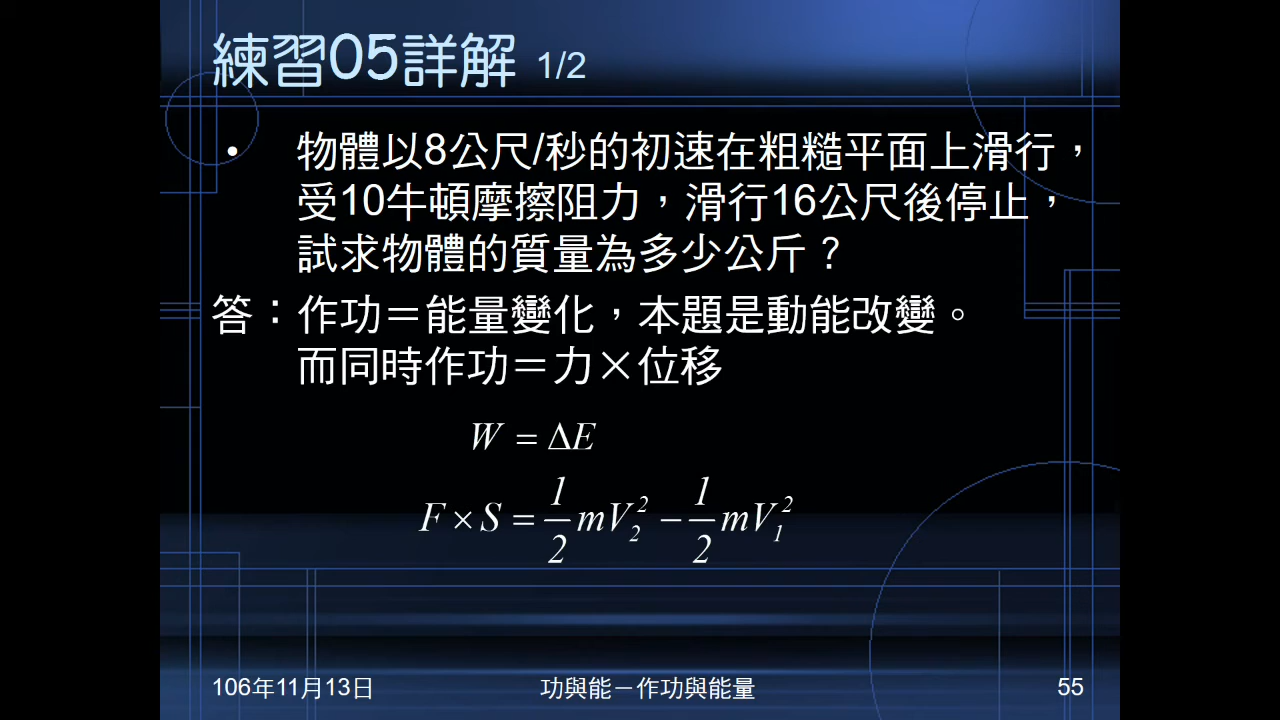 練習05詳解 1/2
• 物體以8公尺/秒的初速在粗糙平面上滑行，
受10牛頓摩擦阻力，滑行16公尺後停止，
試求物體的質量為多少公斤？
答：作功＝能量變化，本題是動能改變。
而同時作功＝力×位移
W = ΔE
F × S = 1/2 mV₂² − 1/2 mV₁²
106年11月13日 功與能－作功與能量 55